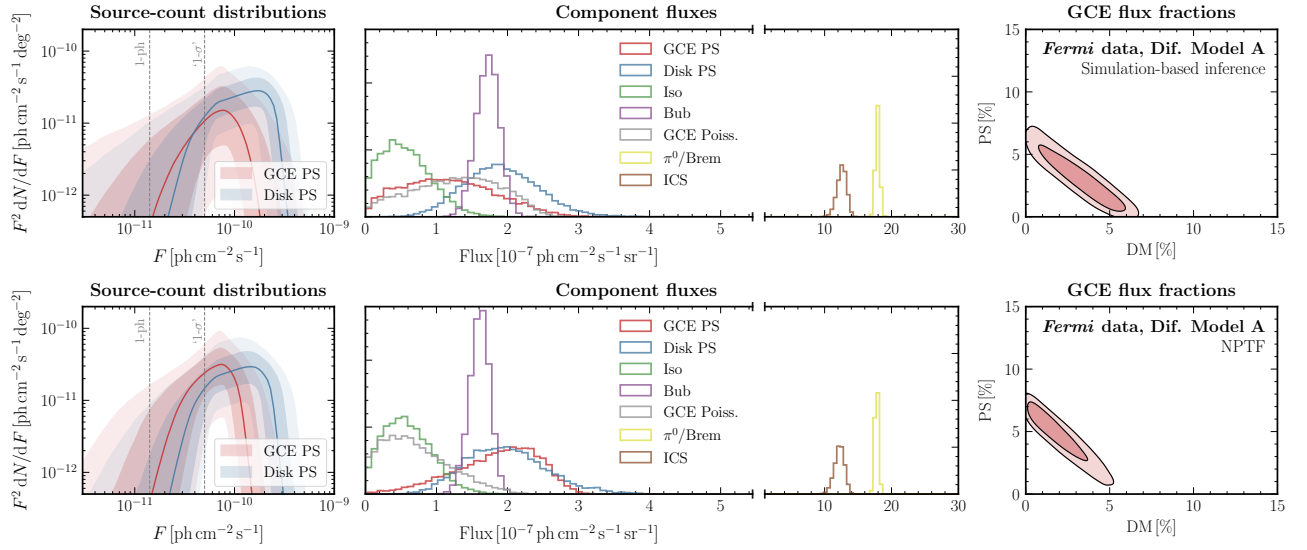 Source-count distributions
Component fluxes
GCE flux fractions
1-ph
'1-σ'
10⁻¹⁰
10⁻¹¹
10⁻¹²
F² dN/dF [ph cm⁻² s⁻¹ deg⁻²]
GCE PS
Disk PS
10⁻¹¹ 10⁻¹⁰ 10⁻⁹
F [ph cm⁻² s⁻¹]
GCE PS
Disk PS
Iso
Bub
GCE Poiss.
π⁰/Brem
ICS
0 1 2 3 4 5 10 20 30
Flux [10⁻⁷ ph cm⁻² s⁻¹ sr⁻¹]
Fermi data, Dif. Model A
Simulation-based inference
15
10
5
0
PS [%]
0 5 10 15
DM [%]
Source-count distributions
Component fluxes
GCE flux fractions
1-ph
'1-σ'
10⁻¹⁰
10⁻¹¹
10⁻¹²
F² dN/dF [ph cm⁻² s⁻¹ deg⁻²]
GCE PS
Disk PS
10⁻¹¹ 10⁻¹⁰ 10⁻⁹
F [ph cm⁻² s⁻¹]
GCE PS
Disk PS
Iso
Bub
GCE Poiss.
π⁰/Brem
ICS
0 1 2 3 4 5 10 20 30
Flux [10⁻⁷ ph cm⁻² s⁻¹ sr⁻¹]
Fermi data, Dif. Model A
NPTF
15
10
5
0
PS [%]
0 5 10 15
DM [%]